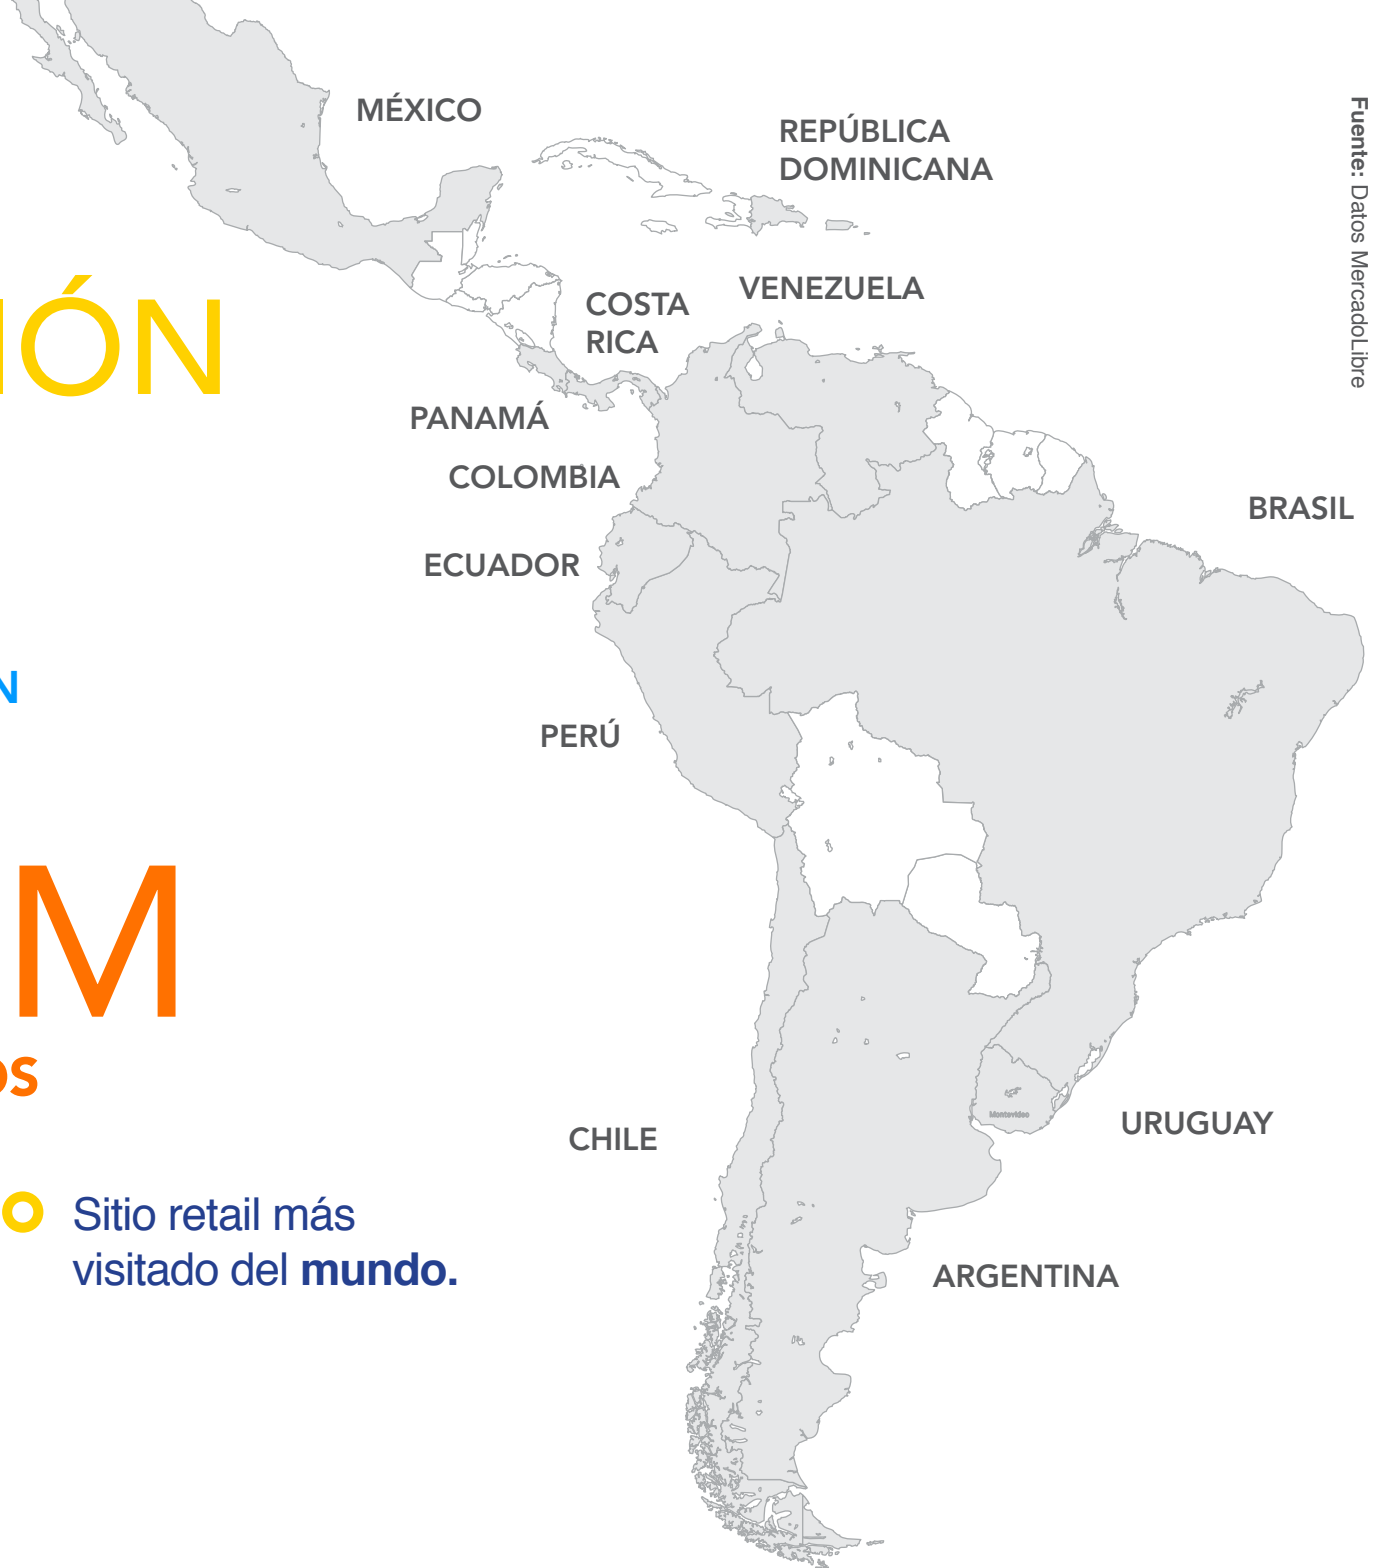 MÉXICO
REPÚBLICA
DOMINICANA
Fuente: Datos MercadoLibre
VENEZUELA
COSTA
RICA
IÓN
PANAMÁ
COLOMBIA
BRASIL
ECUADOR
N
PERÚ
M
OS
Montevideo
URUGUAY
CHILE
Sitio retail más
visitado del mundo.
ARGENTINA